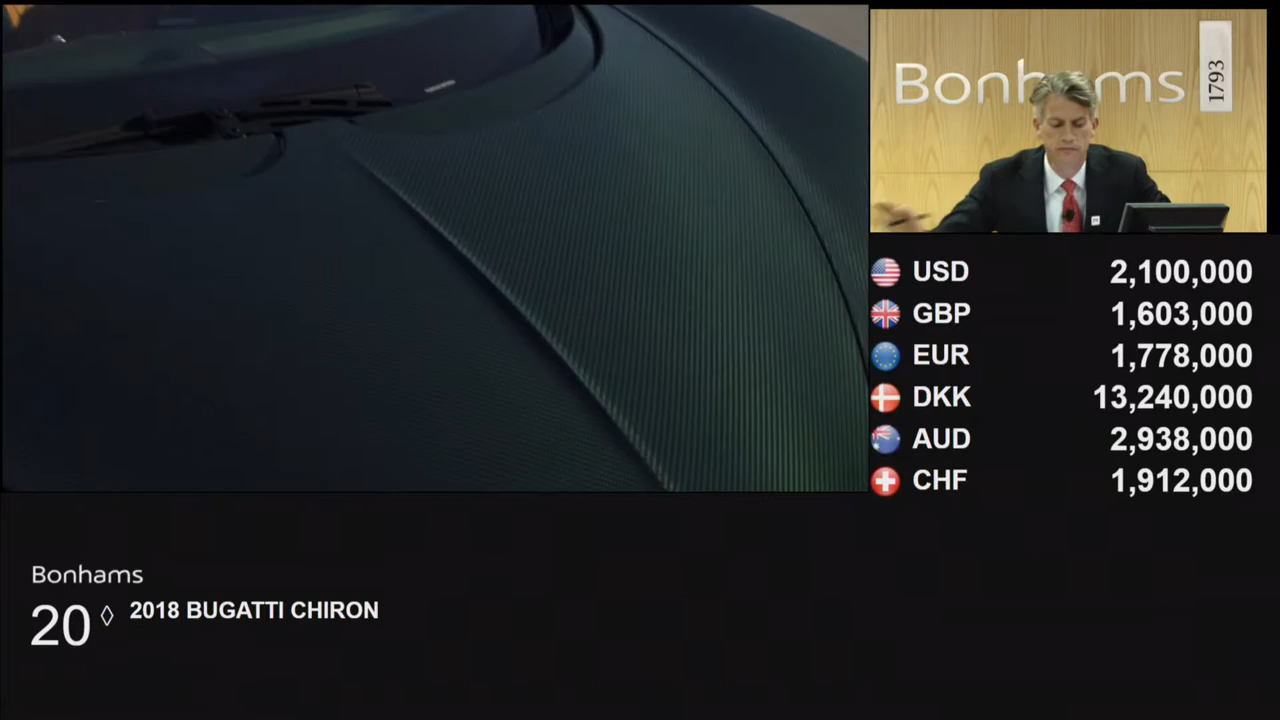 Bonhams
1793
USD 2,100,000
GBP 1,603,000
EUR 1,778,000
DKK 13,240,000
AUD 2,938,000
CHF 1,912,000
Bonhams
20 ◊ 2018 BUGATTI CHIRON